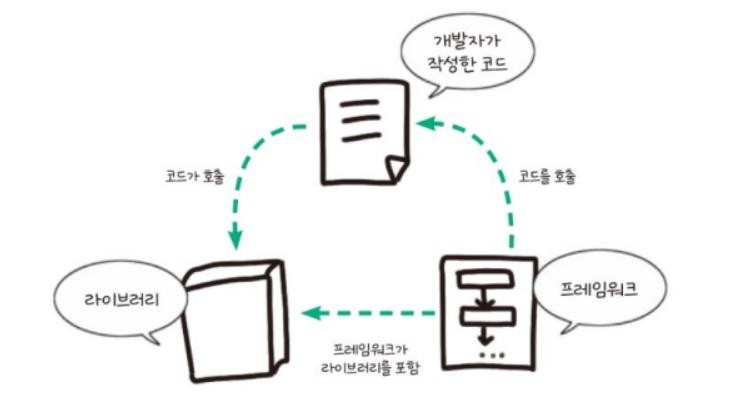 개발자가
작성한 코드
코드가 호출
코드를 호출
라이브러리
프레임워크
프레임워크가
라이브러리를 포함